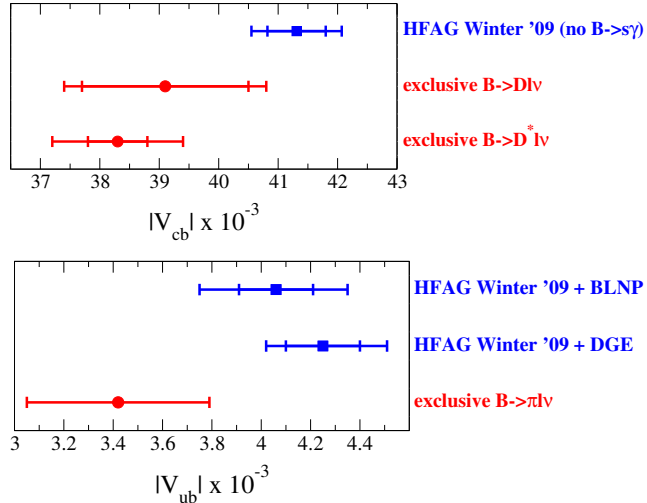 HFAG Winter '09 (no B->sγ)
exclusive B->Dlν
exclusive B->D*lν
37 38 39 40 41 42 43
|V_cb| x 10^-3
HFAG Winter '09 + BLNP
HFAG Winter '09 + DGE
exclusive B->πlν
3 3.2 3.4 3.6 3.8 4 4.2 4.4
|V_ub| x 10^-3